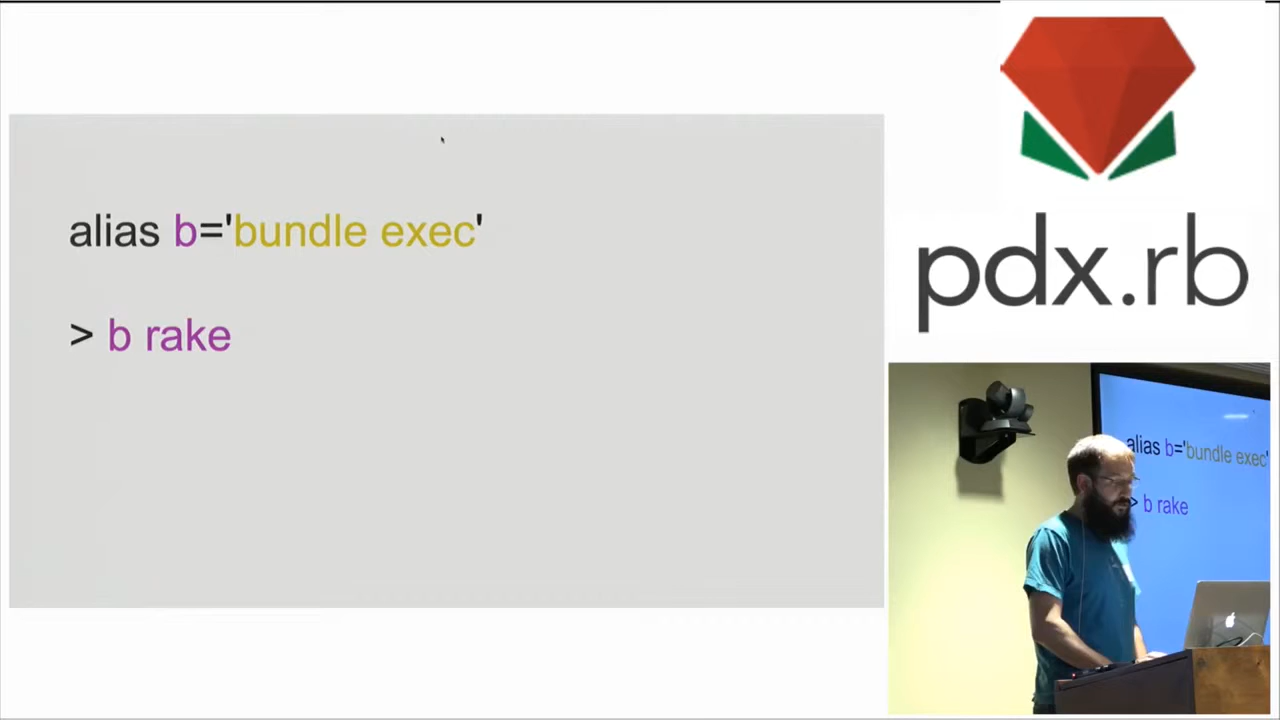 alias b='bundle exec'
> b rake
pdx.rb
alias b='bundle exec'
> b rake